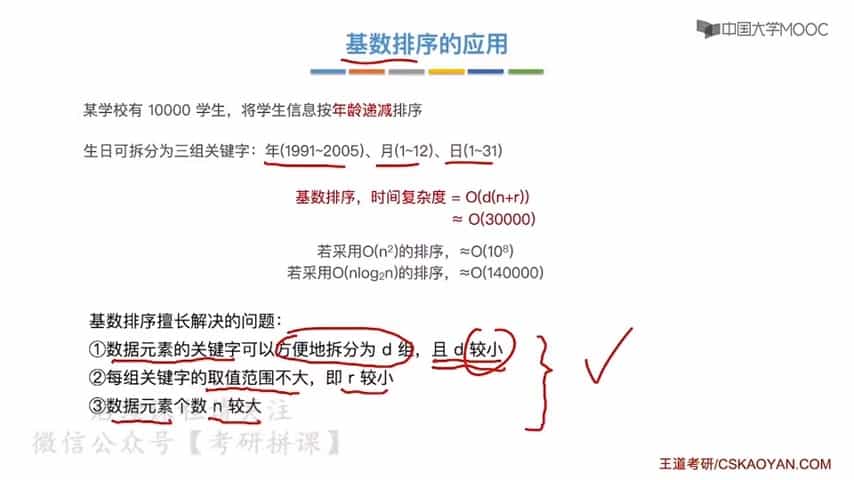 中国大学MOOC
基数排序的应用
某学校有 10000 学生，将学生信息按年龄递减排序
生日可拆分为三组关键字：年(1991~2005)、月(1~12)、日(1~31)
基数排序，时间复杂度 = O(d(n+r))
≈ O(30000)
若采用O(n²)的排序，≈O(10⁸)
若采用O(nlog₂n)的排序，≈O(140000)
基数排序擅长解决的问题：
①数据元素的关键字可以方便地拆分为 d 组，且 d 较小
②每组关键字的取值范围不大，即 r 较小
③数据元素个数 n 较大
微信公众号【考研拼课】
王道考研/CSKAOYAN.COM